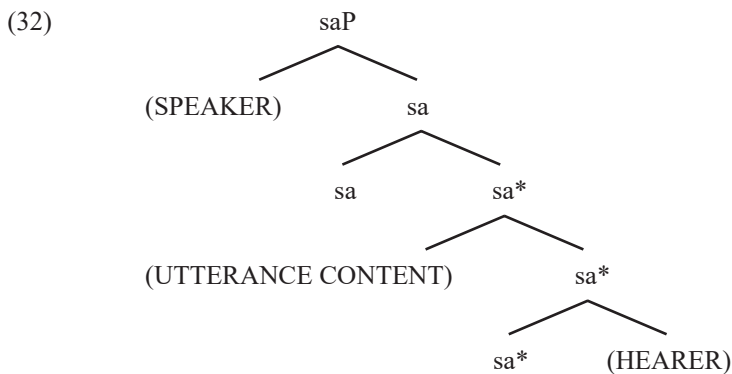 (32) saP
(SPEAKER) sa
sa sa*
(UTTERANCE CONTENT) sa*
sa* (HEARER)